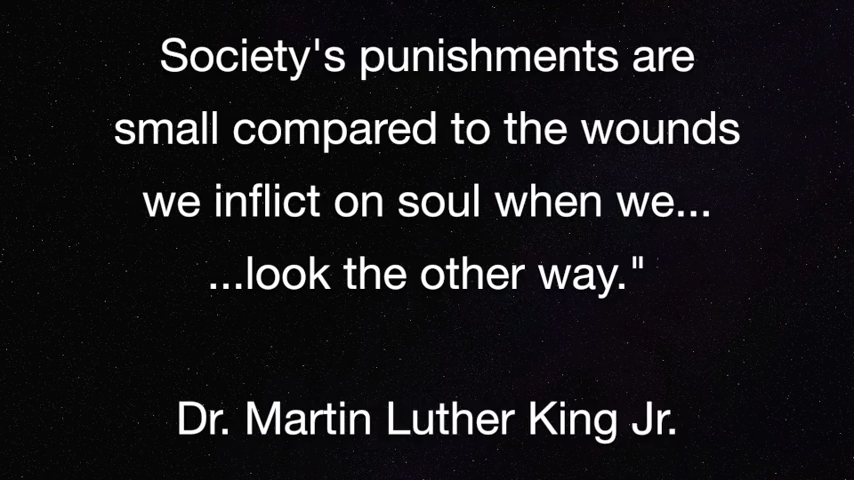 Society's punishments are
small compared to the wounds
we inflict on soul when we...
...look the other way."
Dr. Martin Luther King Jr.